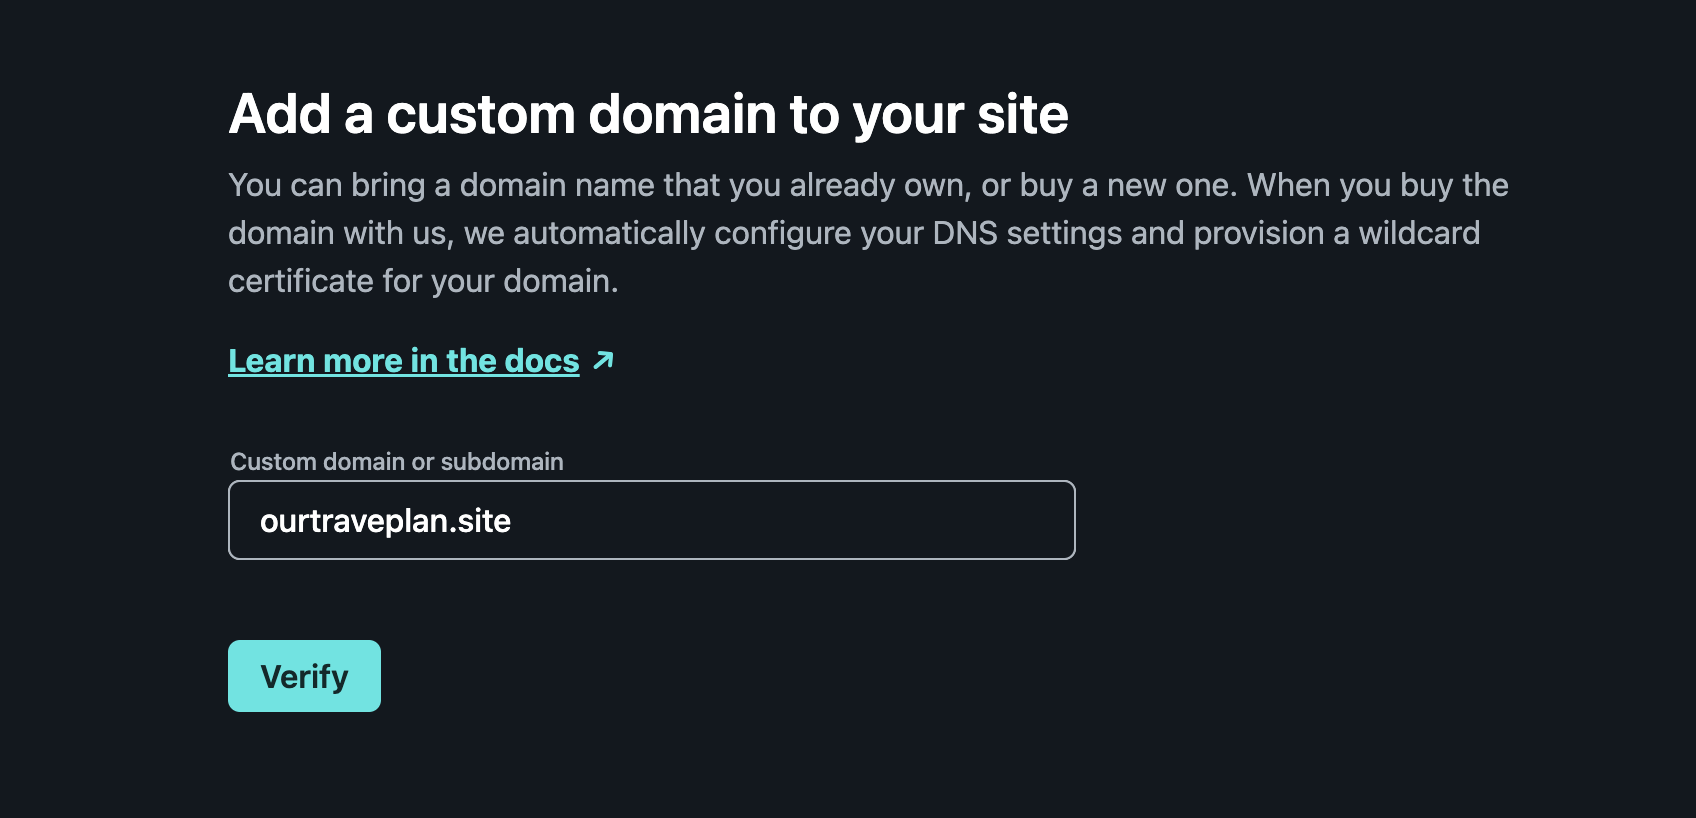 Add a custom domain to your site
You can bring a domain name that you already own, or buy a new one. When you buy the
domain with us, we automatically configure your DNS settings and provision a wildcard
certificate for your domain.
Learn more in the docs
Custom domain or subdomain
ourtraveplan.site
Verify